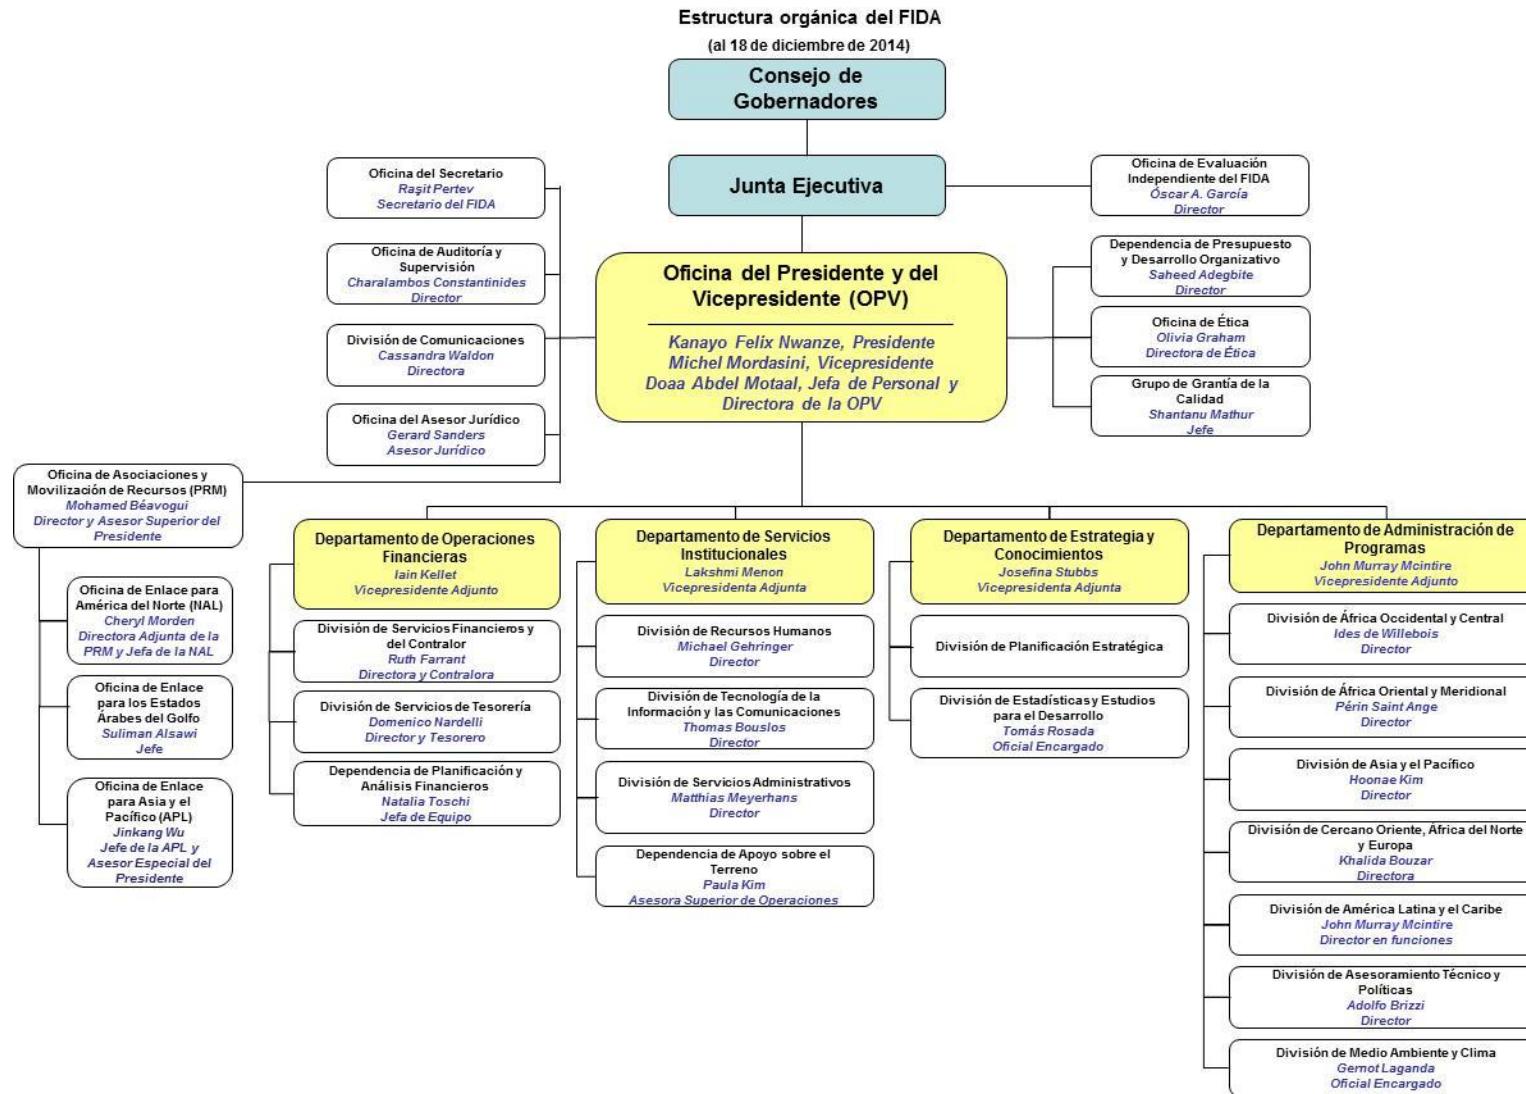 Estructura orgánica del FIDA
(al 18 de diciembre de 2014)
Consejo de
Gobernadores
Junta Ejecutiva
Oficina de Evaluación
Independiente del FIDA
Óscar A. García
Director
Oficina del Secretario
Raşit Pertev
Secretario del FIDA
Oficina de Auditoría y
Supervisión
Charalambos Constantinides
Director
División de Comunicaciones
Cassandra Waldon
Directora
Oficina del Asesor Jurídico
Gerard Sanders
Asesor Jurídico
Oficina del Presidente y del
Vicepresidente (OPV)
Kanayo Felix Nwanze, Presidente
Michel Mordasini, Vicepresidente
Doaa Abdel Motaal, Jefa de Personal y
Directora de la OPV
Dependencia de Presupuesto
y Desarrollo Organizativo
Saheed Adegbite
Director
Oficina de Ética
Olivia Graham
Directora de Ética
Grupo de Grantía de la
Calidad
Shantanu Mathur
Jefe
Oficina de Asociaciones y
Movilización de Recursos (PRM)
Mohamed Béavogui
Director y Asesor Superior del
Presidente
Oficina de Enlace para
América del Norte (NAL)
Cheryl Morden
Directora Adjunta de la
PRM y Jefa de la NAL
Oficina de Enlace
para los Estados
Árabes del Golfo
Suliman Alsawi
Jefe
Oficina de Enlace
para Asia y el
Pacífico (APL)
Jinkang Wu
Jefe de la APL y
Asesor Especial del
Presidente
Departamento de Operaciones
Financieras
Iain Kellet
Vicepresidente Adjunto
División de Servicios Financieros y
del Contralor
Ruth Farrant
Directora y Contralora
División de Servicios de Tesorería
Domenico Nardelli
Director y Tesorero
Dependencia de Planificación y
Análisis Financieros
Natalia Toschi
Jefa de Equipo
Departamento de Servicios
Institucionales
Lakshmi Menon
Vicepresidenta Adjunta
División de Recursos Humanos
Michael Gehringer
Director
División de Tecnología de la
Información y las Comunicaciones
Thomas Bouslos
Director
División de Servicios Administrativos
Matthias Meyerhans
Director
Dependencia de Apoyo sobre el
Terreno
Paula Kim
Asesora Superior de Operaciones
Departamento de Estrategia y
Conocimientos
Josefina Stubbs
Vicepresidenta Adjunta
División de Planificación Estratégica
División de Estadísticas y Estudios
para el Desarrollo
Tomás Rosada
Oficial Encargado
Departamento de Administración de
Programas
John Murray Mcintire
Vicepresidente Adjunto
División de África Occidental y Central
Ides de Willebois
Director
División de África Oriental y Meridional
Périn Saint Ange
Director
División de Asia y el Pacífico
Hoonae Kim
Director
División de Cercano Oriente, África del Norte
y Europa
Khalida Bouzar
Directora
División de América Latina y el Caribe
John Murray Mcintire
Director en funciones
División de Asesoramiento Técnico y
Políticas
Adolfo Brizzi
Director
División de Medio Ambiente y Clima
Gernot Laganda
Oficial Encargado